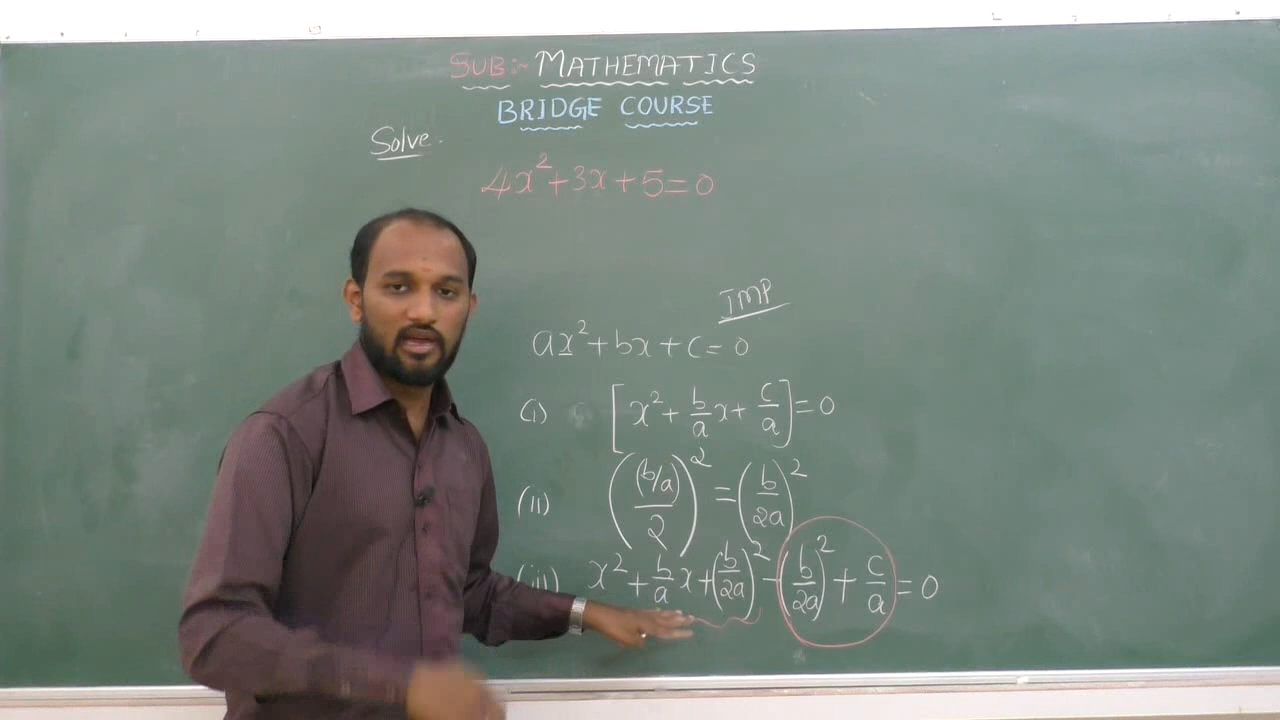 SUB:- MATHEMATICS
BRIDGE COURSE
Solve.
4x²+3x+5=0
IMP
ax²+bx+c=0
(i) [x²+b/a x+c/a]=0
(ii) ((b/a)/2)²=(b/2a)²
(iii) x²+b/a x+(b/2a)²-(b/2a)²+c/a=0